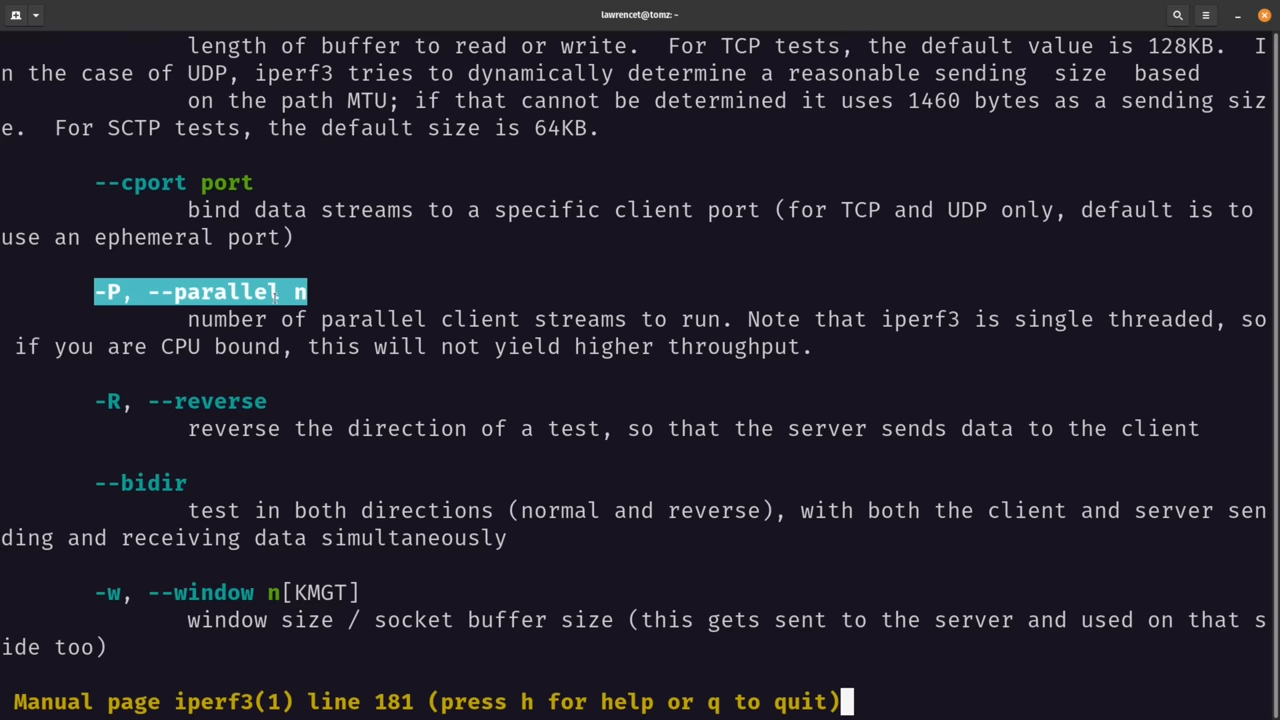 lawrencet@tomz: ~
length of buffer to read or write.  For TCP tests, the default value is 128KB.  I
n the case of UDP, iperf3 tries to dynamically determine a reasonable sending  size  based
on the path MTU; if that cannot be determined it uses 1460 bytes as a sending siz
e.  For SCTP tests, the default size is 64KB.
--cport port
bind data streams to a specific client port (for TCP and UDP only, default is to
use an ephemeral port)
-P, --parallel n
number of parallel client streams to run. Note that iperf3 is single threaded, so
if you are CPU bound, this will not yield higher throughput.
-R, --reverse
reverse the direction of a test, so that the server sends data to the client
--bidir
test in both directions (normal and reverse), with both the client and server sen
ding and receiving data simultaneously
-w, --window n[KMGT]
window size / socket buffer size (this gets sent to the server and used on that s
ide too)
Manual page iperf3(1) line 181 (press h for help or q to quit)